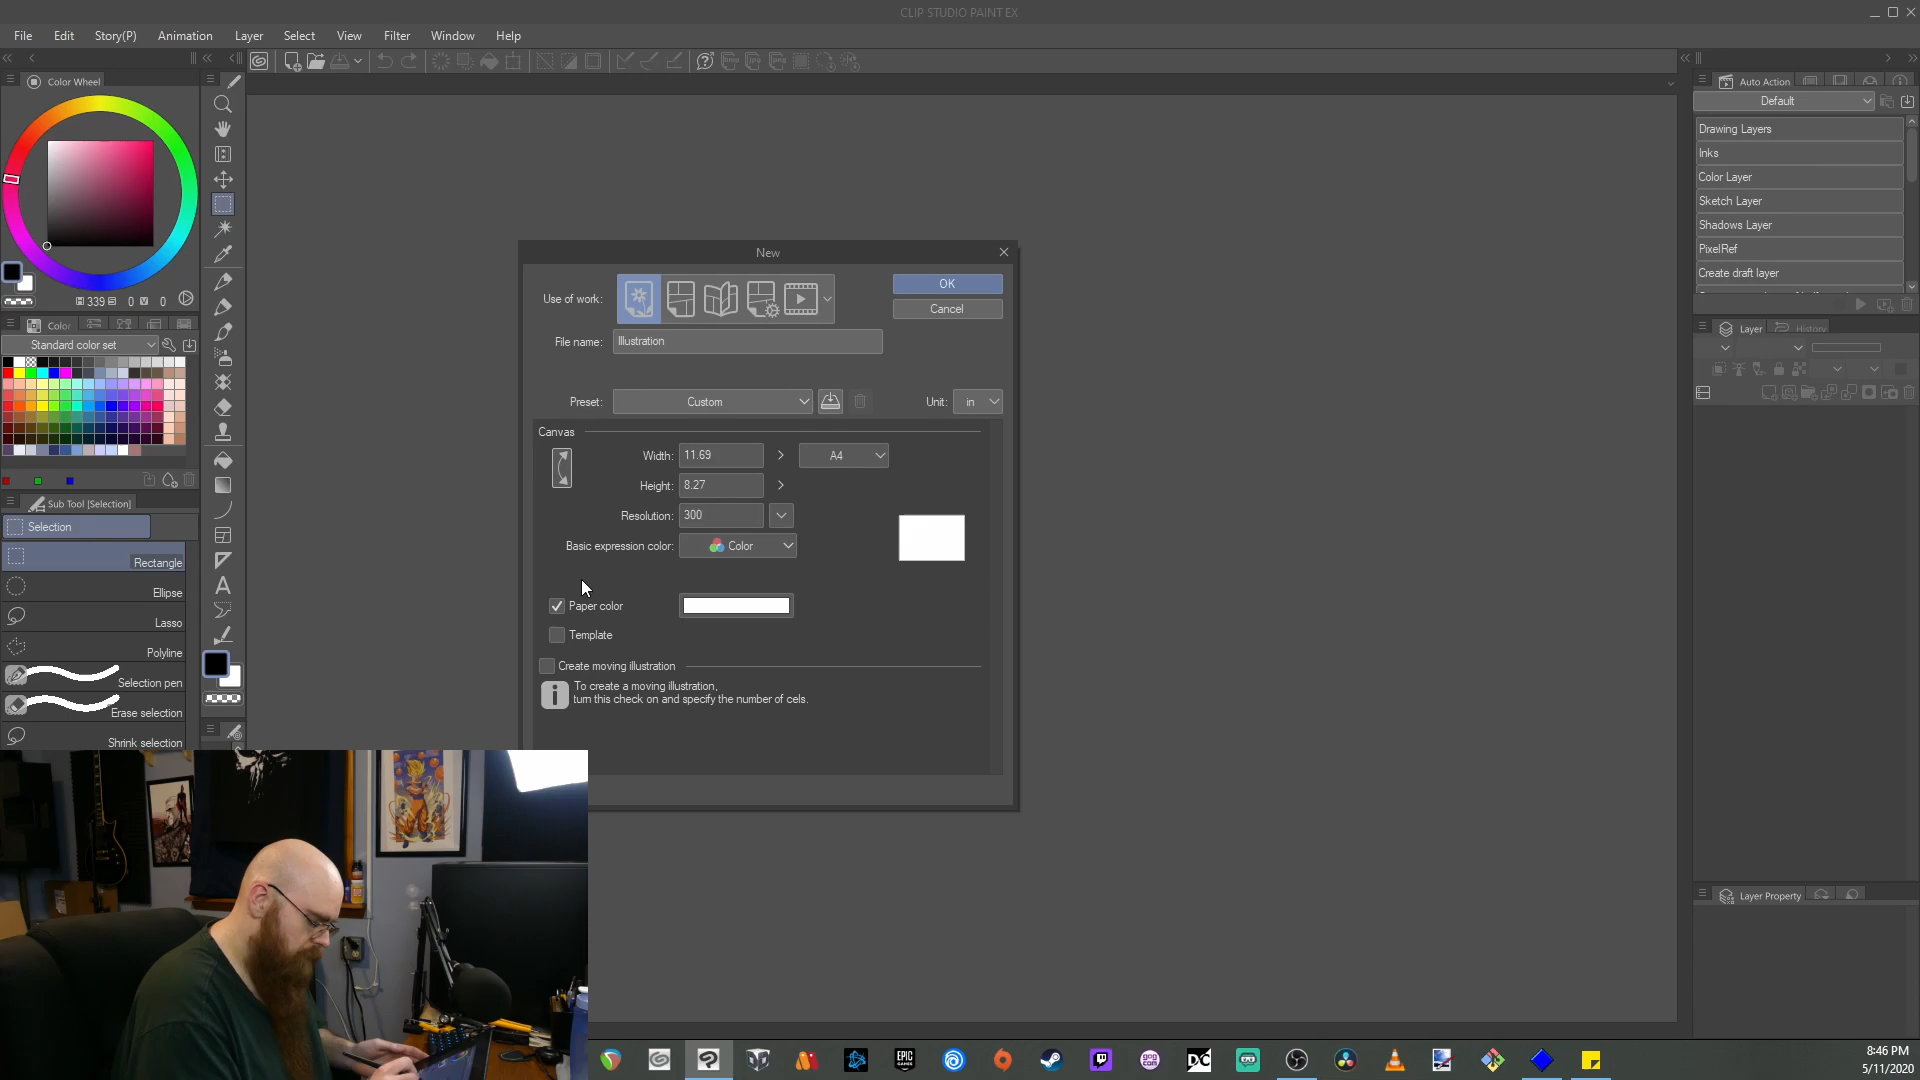 CLIP STUDIO PAINT EX
File Edit Story(P) Animation Layer Select View Filter Window Help
Color Wheel
339 0 0
Color
Standard color set
Sub Tool [Selection]
Selection
Rectangle
Ellipse
Lasso
Polyline
Selection pen
Erase selection
Shrink selection
New
Use of work:
OK
Cancel
File name: Illustration
Preset: Custom Unit: in
Canvas
Width: 11.69 > A4
Height: 8.27 >
Resolution: 300
Basic expression color: Color
Paper color
Template
Create moving illustration
To create a moving illustration,
turn this check on and specify the number of cels.
Auto Action
Default
Drawing Layers
Inks
Color Layer
Sketch Layer
Shadows Layer
PixelRef
Create draft layer
Layer History
Layer Property
EPIC
GAMES
gog
COM
DC
8:46 PM
5/11/2020